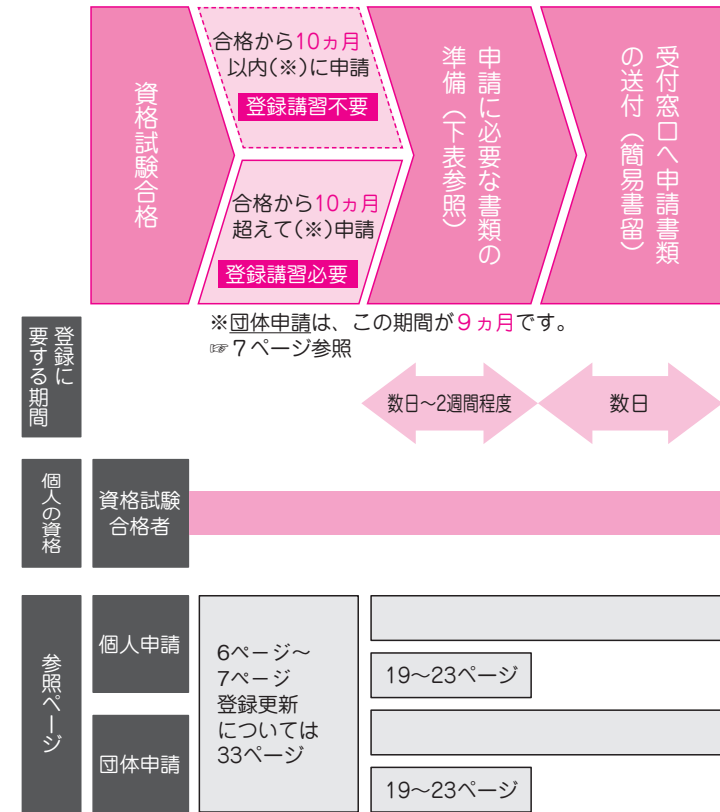 資格試験合格
合格から10ヵ月
以内(※)に申請
登録講習不要
合格から10ヵ月
超えて(※)申請
登録講習必要
申請に必要な書類の
準備（下表参照）
受付窓口へ申請書類
の送付（簡易書留）
※団体申請は、この期間が９ヵ月です。
☞７ページ参照
登録に
要する期間
数日～2週間程度
数日
個人の資格
資格試験
合格者
参照ページ
個人申請
団体申請
6ページ～
7ページ
登録更新
については
33ページ
19～23ページ
19～23ページ